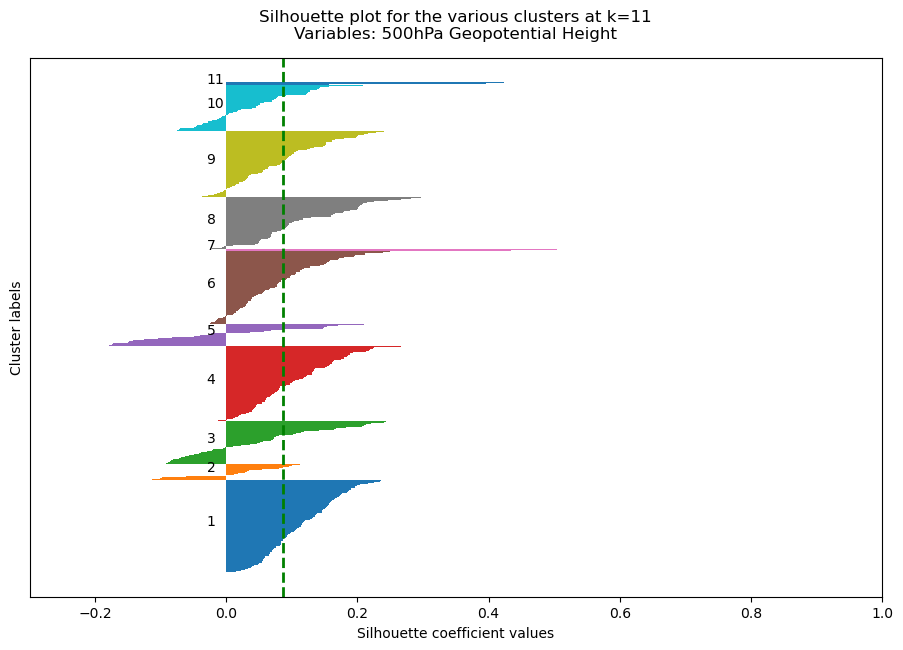 Silhouette plot for the various clusters at k=11
Variables: 500hPa Geopotential Height
Cluster labels
11
10
9
8
7
6
5
4
3
2
1
−0.2 0.0 0.2 0.4 0.6 0.8 1.0
Silhouette coefficient values